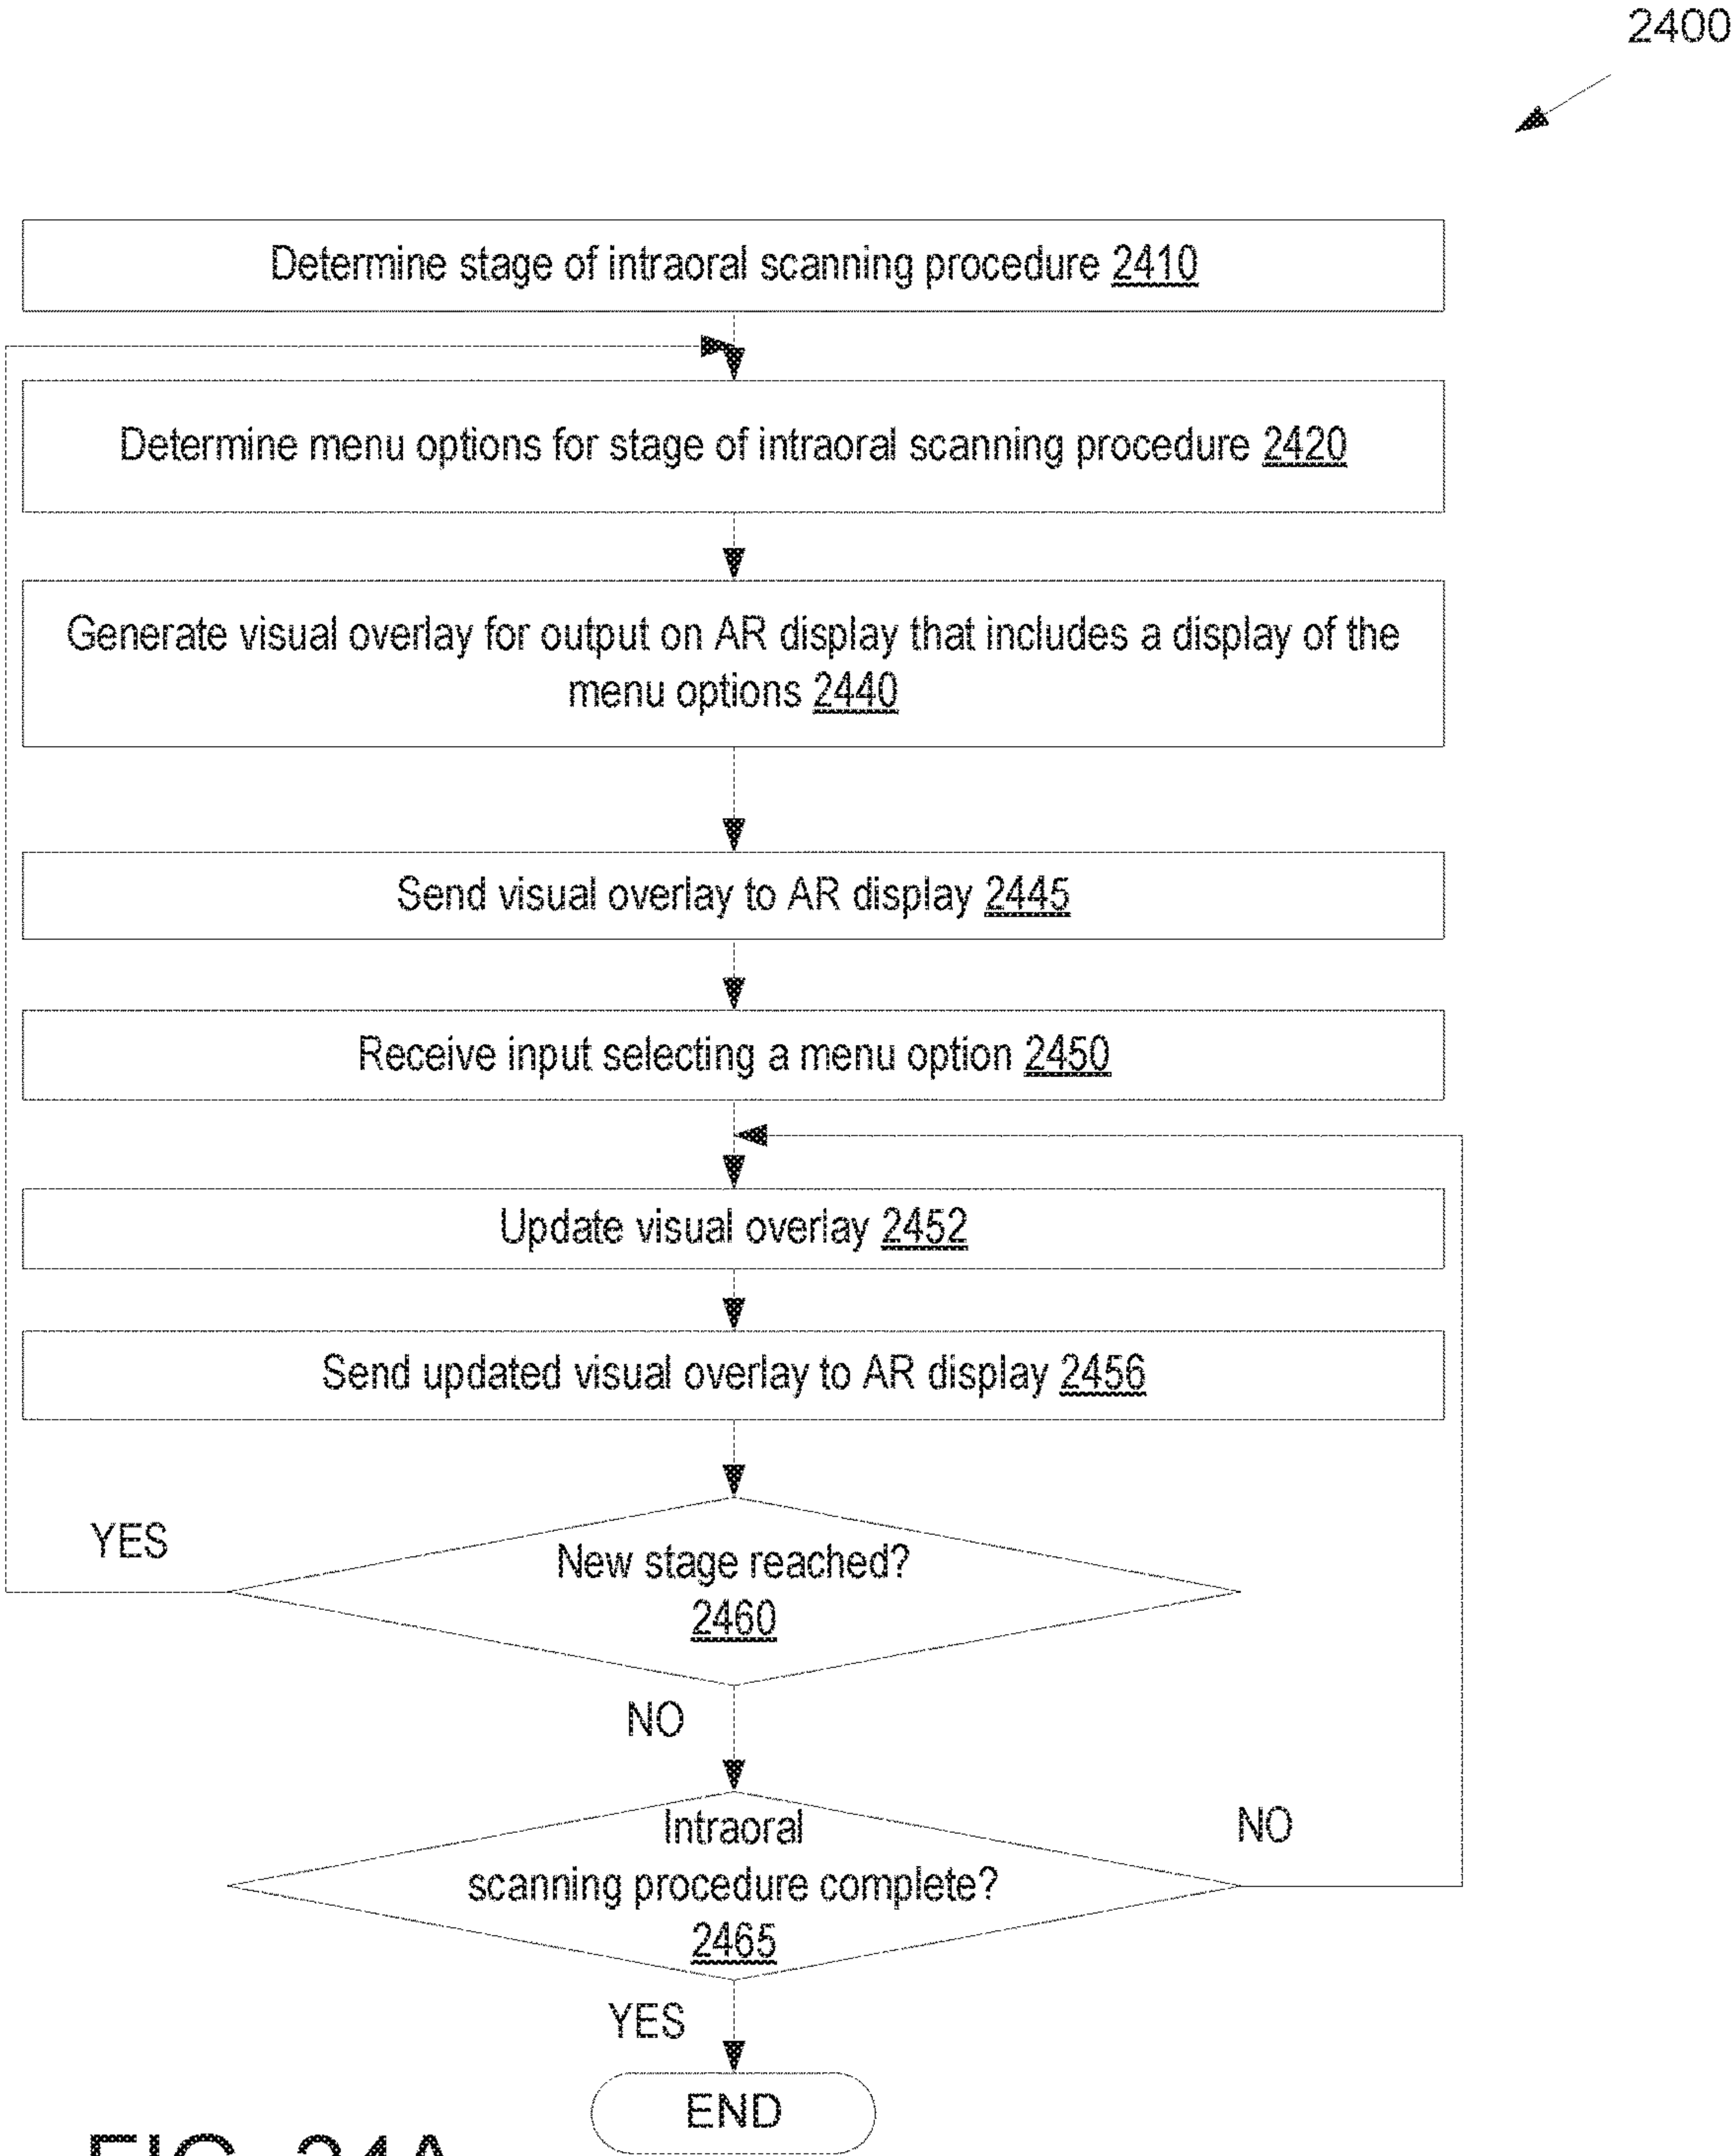 2400
Determine stage of intraoral scanning procedure 2410
Determine menu options for stage of intraoral scanning procedure 2420
Generate visual overlay for output on AR display that includes a display of the
menu options 2440
Send visual overlay to AR display 2445
Receive input selecting a menu option 2450
Update visual overlay 2452
Send updated visual overlay to AR display 2456
YES
New stage reached?
2460
NO
Intraoral
scanning procedure complete?
2465
NO
YES
END
FIG. 24A